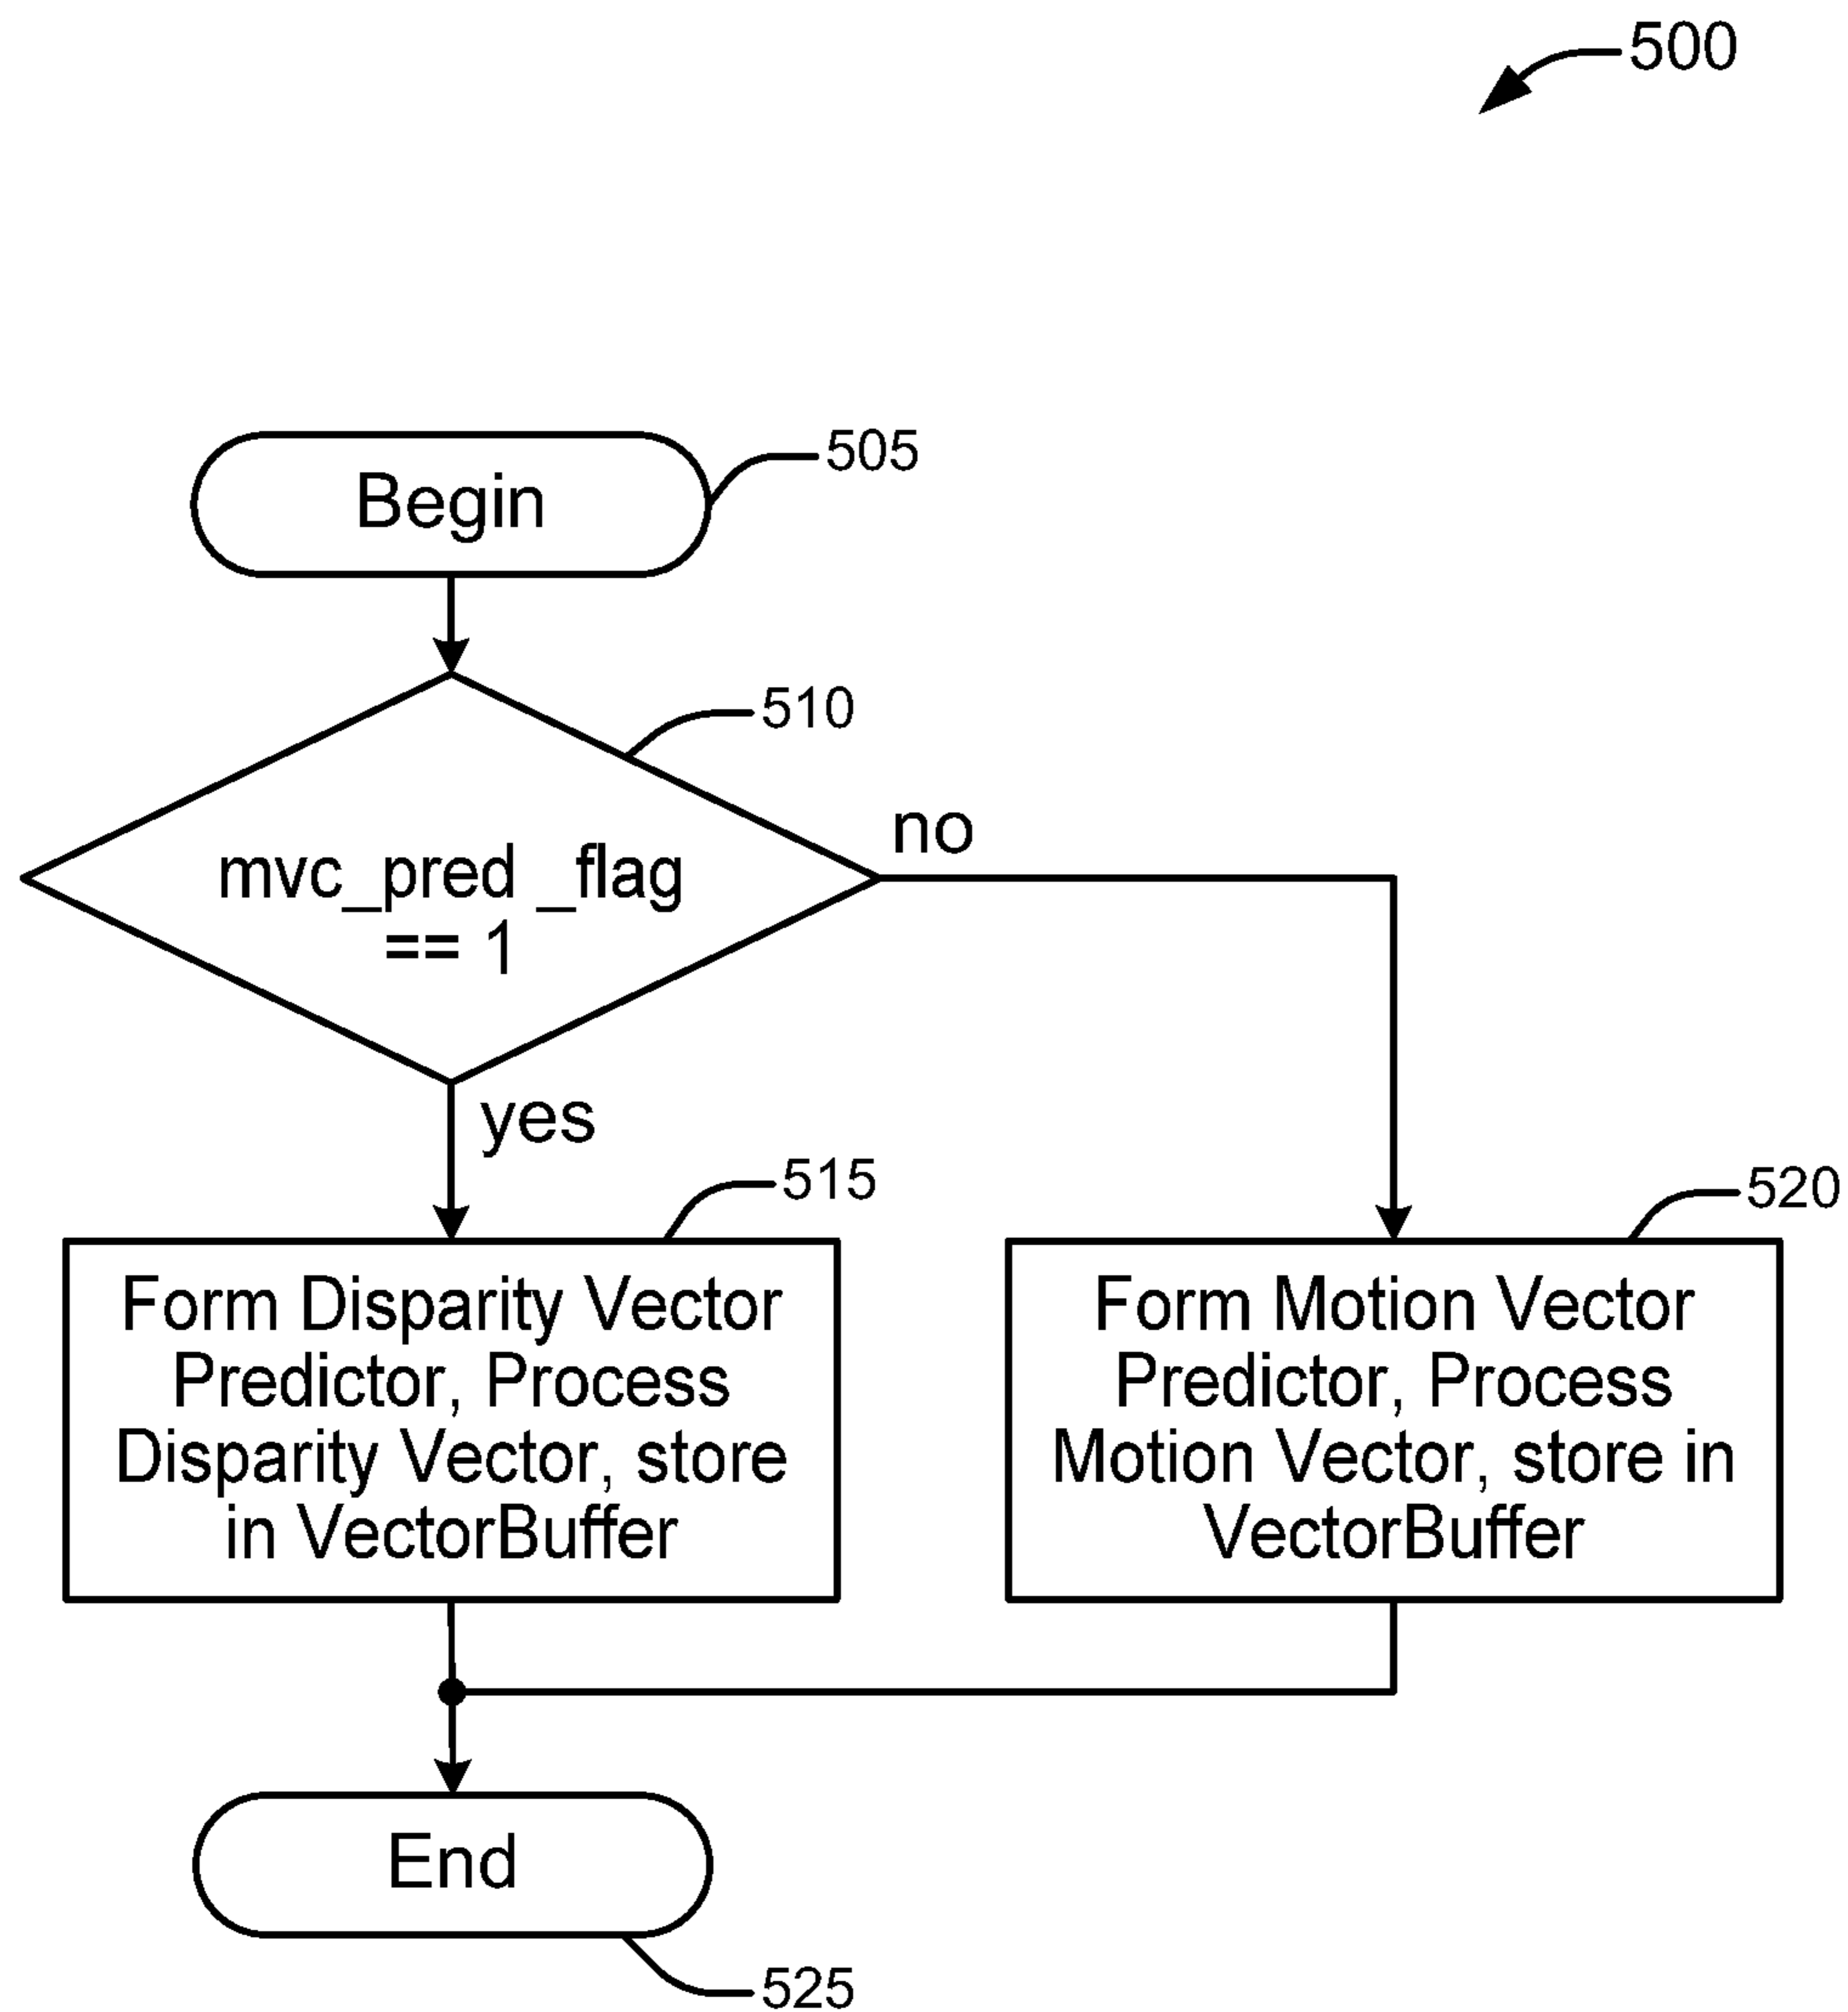 500
Begin
505
510
mvc_pred _flag
== 1
no
yes
515
Form Disparity Vector
Predictor, Process
Disparity Vector, store
in VectorBuffer
520
Form Motion Vector
Predictor, Process
Motion Vector, store in
VectorBuffer
End
525